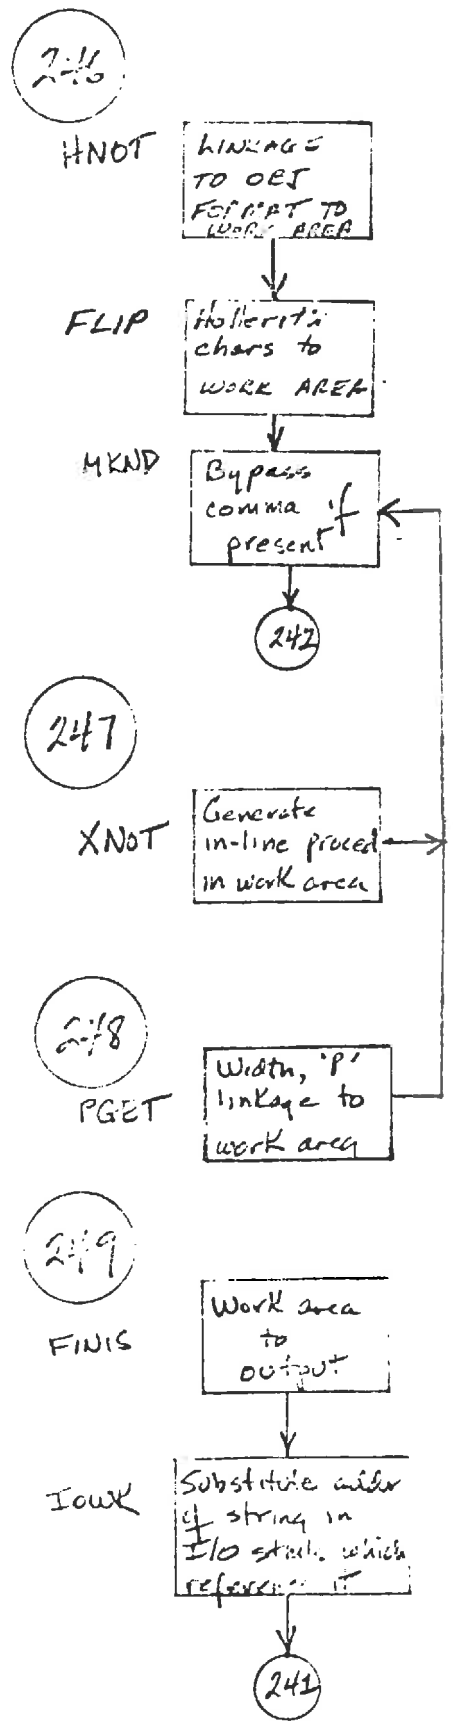 246
HNOT
LINKAGE
TO OBJ
FORMAT TO
WORK AREA
FLIP
Hollerith
chars to
WORK AREA
MKND
Bypass
comma if
present
242
247
XNOT
Generate
in-line proced
in work area
248
PGET
Width, 'P'
linkage to
work area
249
FINIS
Work area
to
output
IOWK
Substitute addr
of string in
I/O stmt. which
reference it
241